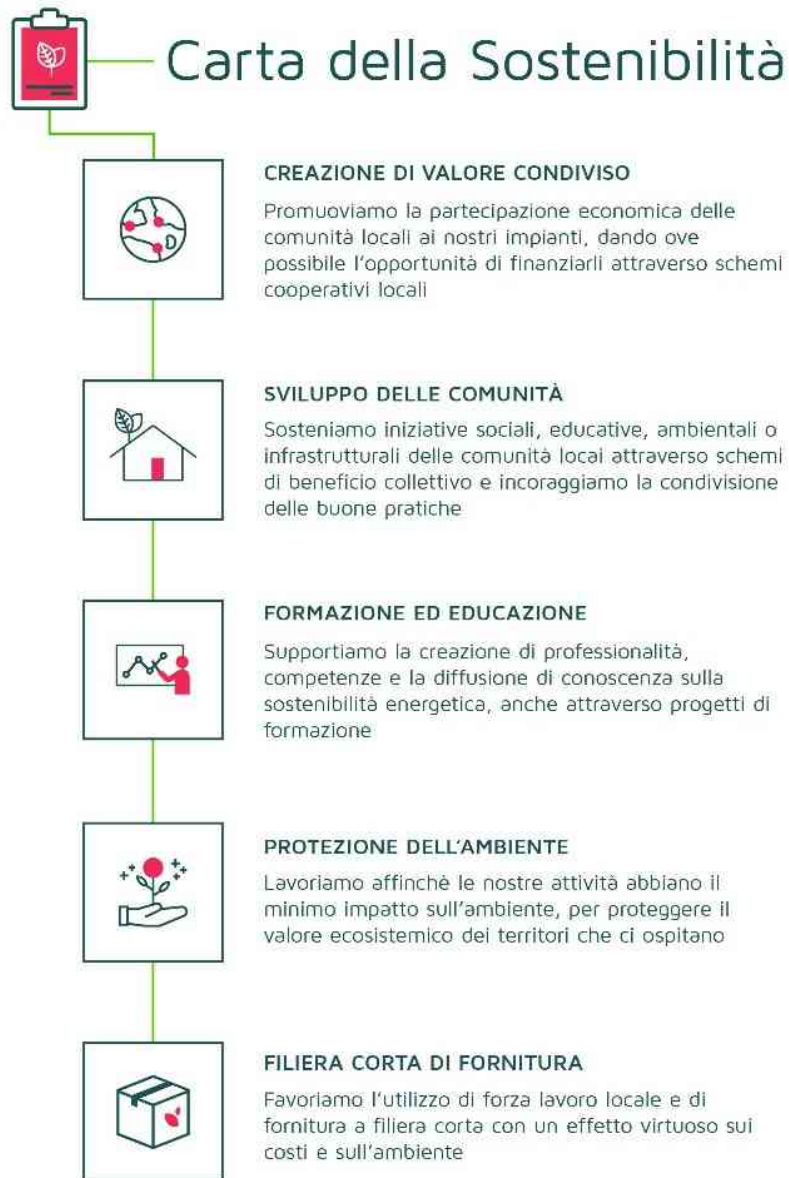 Carta della Sostenibilità
CREAZIONE DI VALORE CONDIVISO
Promuoviamo la partecipazione economica delle
comunità locali ai nostri impianti, dando ove
possibile l'opportunità di finanziarli attraverso schemi
cooperativi locali
SVILUPPO DELLE COMUNITÀ
Sosteniamo iniziative sociali, educative, ambientali o
infrastrutturali delle comunità locai attraverso schemi
di beneficio collettivo e incoraggiamo la condivisione
delle buone pratiche
FORMAZIONE ED EDUCAZIONE
Supportiamo la creazione di professionalità,
competenze e la diffusione di conoscenza sulla
sostenibilità energetica, anche attraverso progetti di
formazione
PROTEZIONE DELL'AMBIENTE
Lavoriamo affinchè le nostre attività abbiano il
minimo impatto sull'ambiente, per proteggere il
valore ecosistemico dei territori che ci ospitano
FILIERA CORTA DI FORNITURA
Favoriamo l'utilizzo di forza lavoro locale e di
fornitura a filiera corta con un effetto virtuoso sui
costi e sull'ambiente